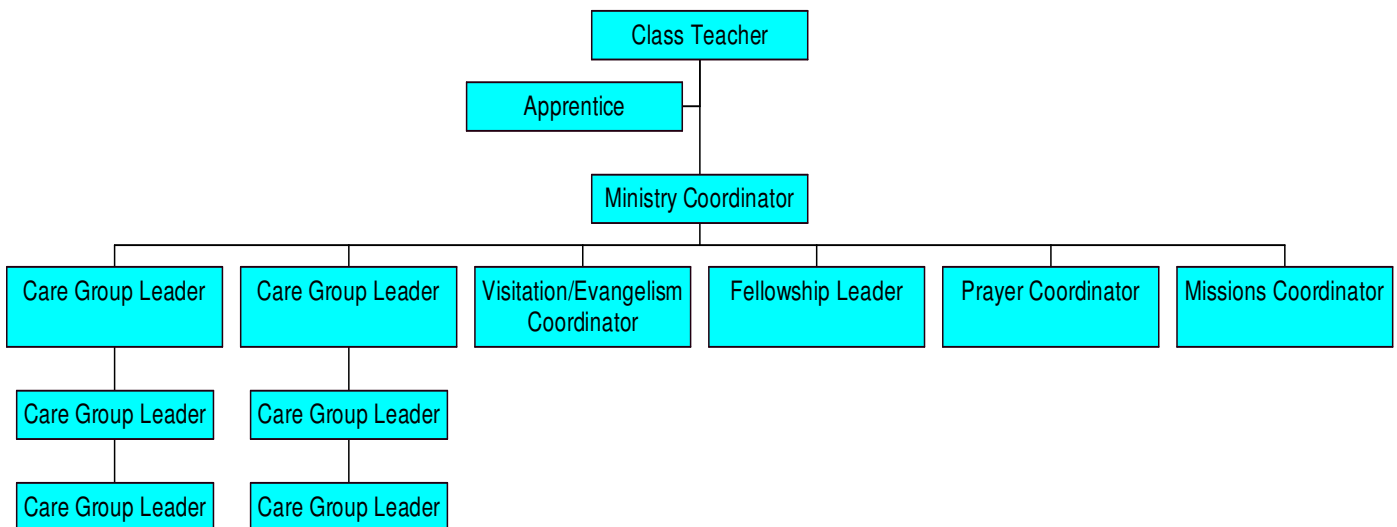 Class Teacher
Apprentice
Ministry Coordinator
Care Group Leader
Care Group Leader
Visitation/Evangelism
Coordinator
Fellowship Leader
Prayer Coordinator
Missions Coordinator
Care Group Leader
Care Group Leader
Care Group Leader
Care Group Leader